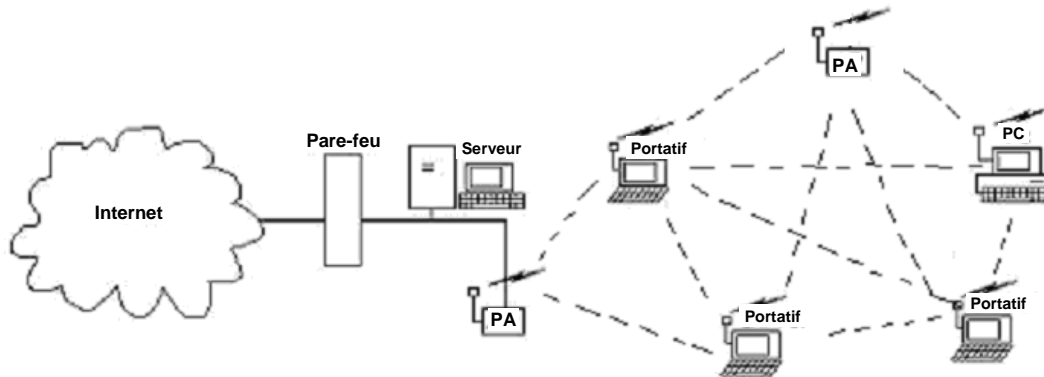 PA
PC
Pare-feu
Serveur
Portatif
Internet
PA
Portatif
Portatif